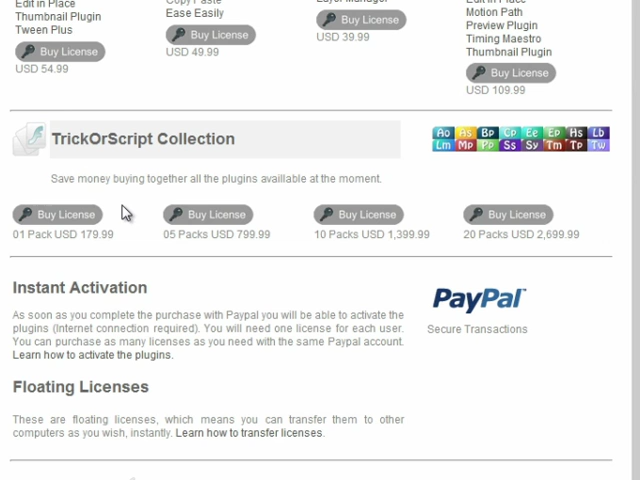 Edit in Place
Thumbnail Plugin
Tween Plus
Buy License
USD 54.99
Ease Easily
Buy License
USD 49.99
Buy License
USD 39.99
Motion Path
Preview Plugin
Timing Maestro
Thumbnail Plugin
Buy License
USD 109.99
TrickOrScript Collection
Ao As Bp Cp Ee Ep Hs Lb
Lm Mp Pp Ss Sy Tm Tp Tw
Save money buying together all the plugins availlable at the moment.
Buy License Buy License Buy License Buy License
01 Pack USD 179.99 05 Packs USD 799.99 10 Packs USD 1,399.99 20 Packs USD 2,699.99
Instant Activation
As soon as you complete the purchase with Paypal you will be able to activate the
plugins (Internet connection required). You will need one license for each user.
You can purchase as many licenses as you need with the same Paypal account.
Learn how to activate the plugins.
PayPal™
Secure Transactions
Floating Licenses
These are floating licenses, which means you can transfer them to other
computers as you wish, instantly. Learn how to transfer licenses.